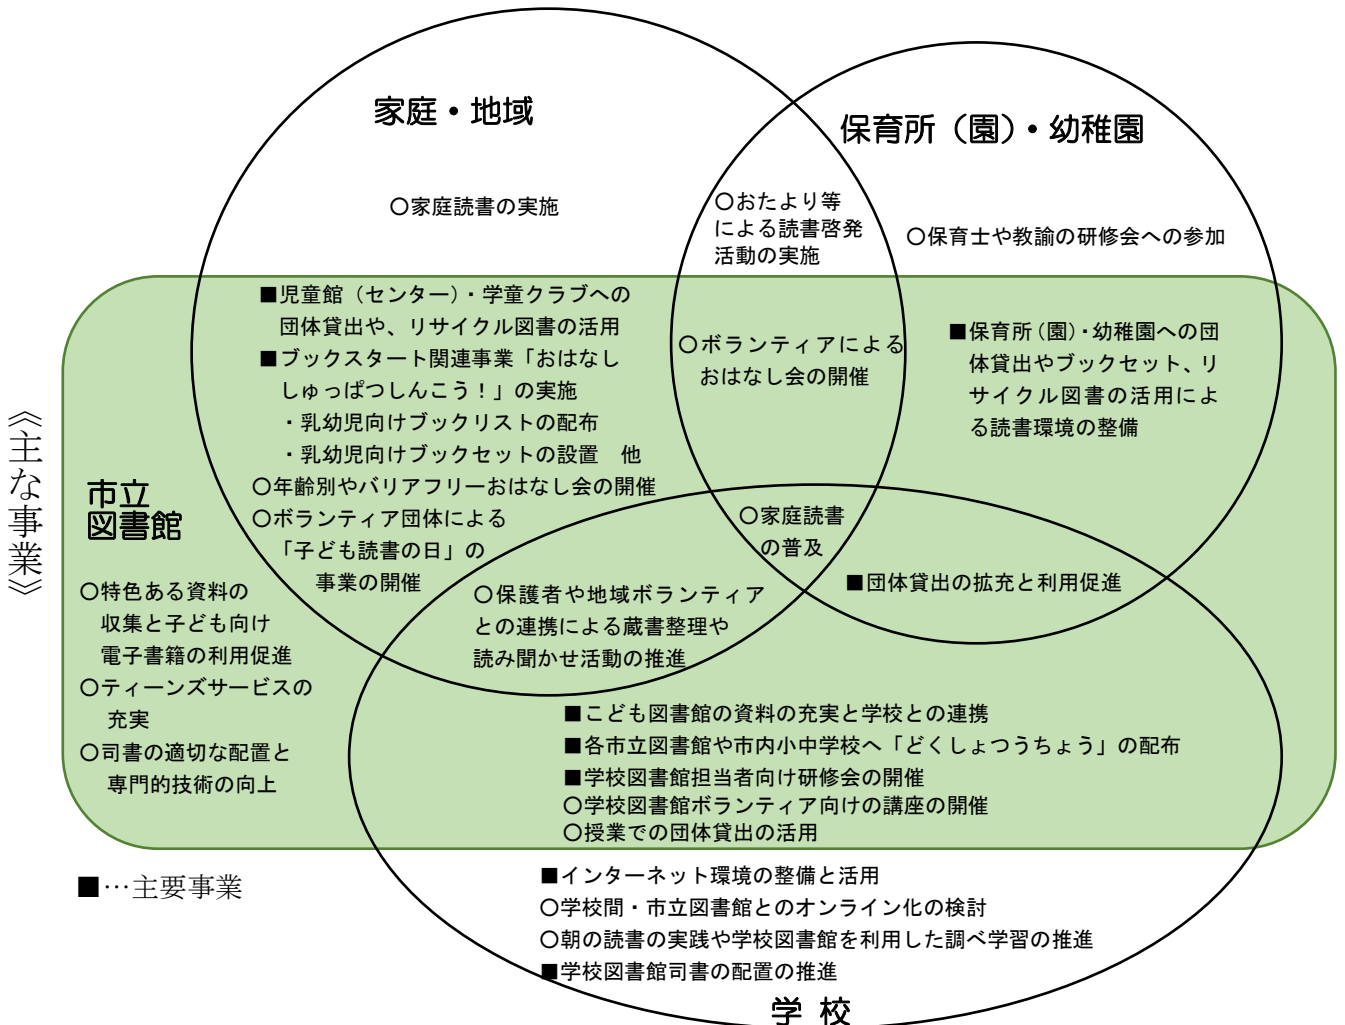 《主な事業》
家庭・地域
保育所（園）・幼稚園
○家庭読書の実施
○おたより等
による読書啓発
活動の実施
○保育士や教諭の研修会への参加
■児童館（センター）・学童クラブへの
団体貸出や、リサイクル図書の活用
■ブックスタート関連事業「おはなし
しゅっぱつしんこう！」の実施
・乳幼児向けブックリストの配布
・乳幼児向けブックセットの設置　他
○年齢別やバリアフリーおはなし会の開催
○ボランティア団体による
「子ども読書の日」の
事業の開催
○ボランティアによる
おはなし会の開催
■保育所（園）・幼稚園への団
体貸出やブックセット、リ
サイクル図書の活用によ
る読書環境の整備
市立
図書館
○特色ある資料の
収集と子ども向け
電子書籍の利用促進
○ティーンズサービスの
充実
○司書の適切な配置と
専門的技術の向上
○家庭読書
の普及
■団体貸出の拡充と利用促進
○保護者や地域ボランティア
との連携による蔵書整理や
読み聞かせ活動の推進
■こども図書館の資料の充実と学校との連携
■各市立図書館や市内小中学校へ「どくしょつうちょう」の配布
■学校図書館担当者向け研修会の開催
○学校図書館ボランティア向けの講座の開催
○授業での団体貸出の活用
■…主要事業
■インターネット環境の整備と活用
○学校間・市立図書館とのオンライン化の検討
○朝の読書の実践や学校図書館を利用した調べ学習の推進
■学校図書館司書の配置の推進
学 校